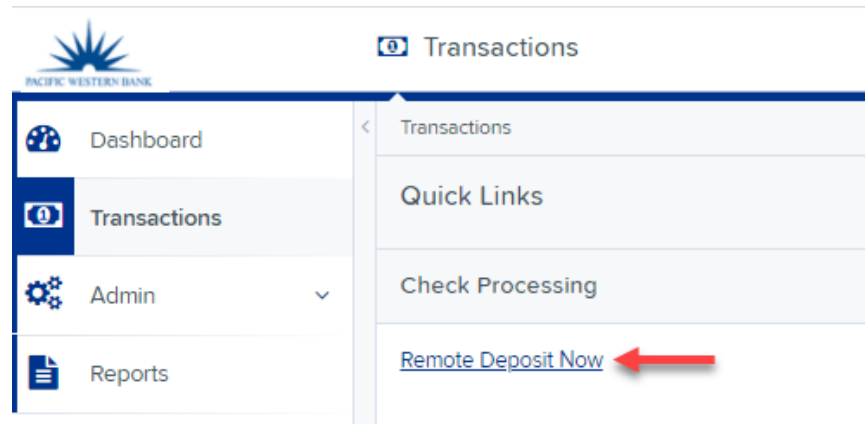 PACIFIC WESTERN BANK
Transactions
Dashboard
Transactions
Admin
Reports
Transactions
Quick Links
Check Processing
Remote Deposit Now